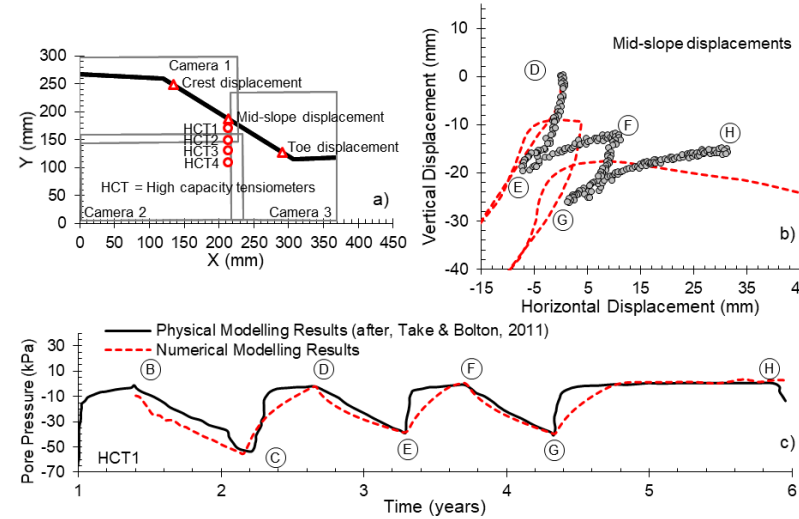 300
250
200
150
100
50
0
Y (mm)
Camera 1
Crest displacement
Mid-slope displacement
HCT1
HCT2
HCT3
HCT4
Toe displacement
HCT = High capacity tensiometers
a)
Camera 2
Camera 3
0 50 100 150 200 250 300 350 400 450
X (mm)
10
0
-10
-20
-30
-40
Vertical Displacement (mm)
Mid-slope displacements
D
F
H
E
G
b)
-15 -5 5 15 25 35 4
Horizontal Displacement (mm)
Physical Modelling Results (after, Take & Bolton, 2011)
Numerical Modelling Results
10
-10
-30
-50
-70
Pore Pressure (kPa)
B
D
F
H
C
E
G
HCT1
c)
1 2 3 4 5 6
Time (years)